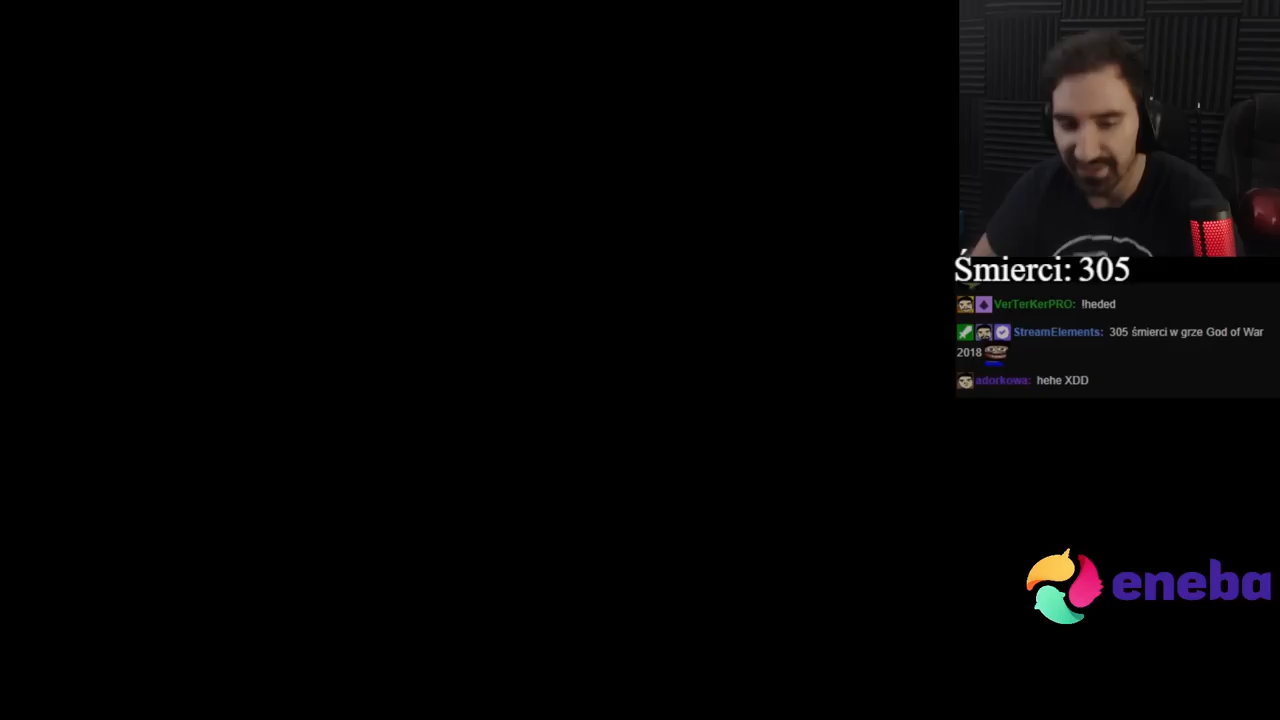 Śmierci: 305
VerTerKerPRO: !heded
StreamElements: 305 śmierci w grze God of War
2018
adorkowa: hehe XDD
eneba